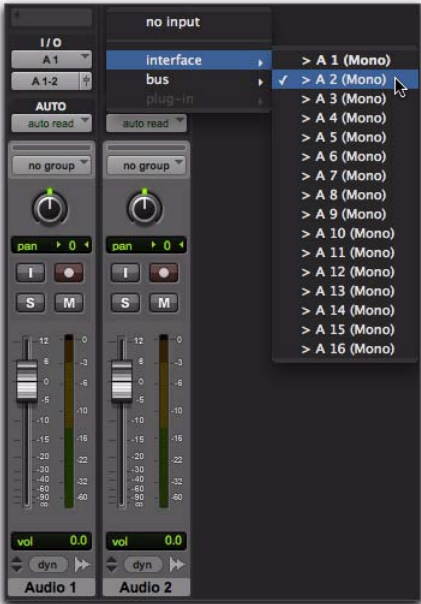 no input
I / O
A 1
A 1-2
interface
bus
plug-in
> A 1 (Mono)
✓ > A 2 (Mono)
> A 3 (Mono)
> A 4 (Mono)
> A 5 (Mono)
> A 6 (Mono)
> A 7 (Mono)
> A 8 (Mono)
> A 9 (Mono)
> A 10 (Mono)
> A 11 (Mono)
> A 12 (Mono)
> A 13 (Mono)
> A 14 (Mono)
> A 15 (Mono)
> A 16 (Mono)
AUTO
auto read auto read
no group no group
pan 0 pan 0
I I
S M S M
12 0 12 0
6 -3 6 -3
0 -6 0 -6
-5 -5
-10 -10 -10 -10
-15 -16 -15 -16
-20 -22 -20 -22
-30 -30
-40 -32 -40 -32
-60 -60
-90 -60 -90 -60
∞ ∞
vol 0.0 vol 0.0
dyn dyn
Audio 1 Audio 2